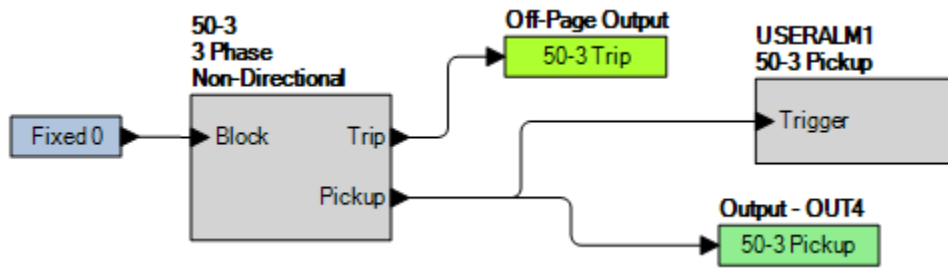 50-3
3 Phase
Non-Directional
Fixed 0
Block
Trip
Pickup
Off-Page Output
50-3 Trip
USERALM1
50-3 Pickup
Trigger
Output - OUT4
50-3 Pickup